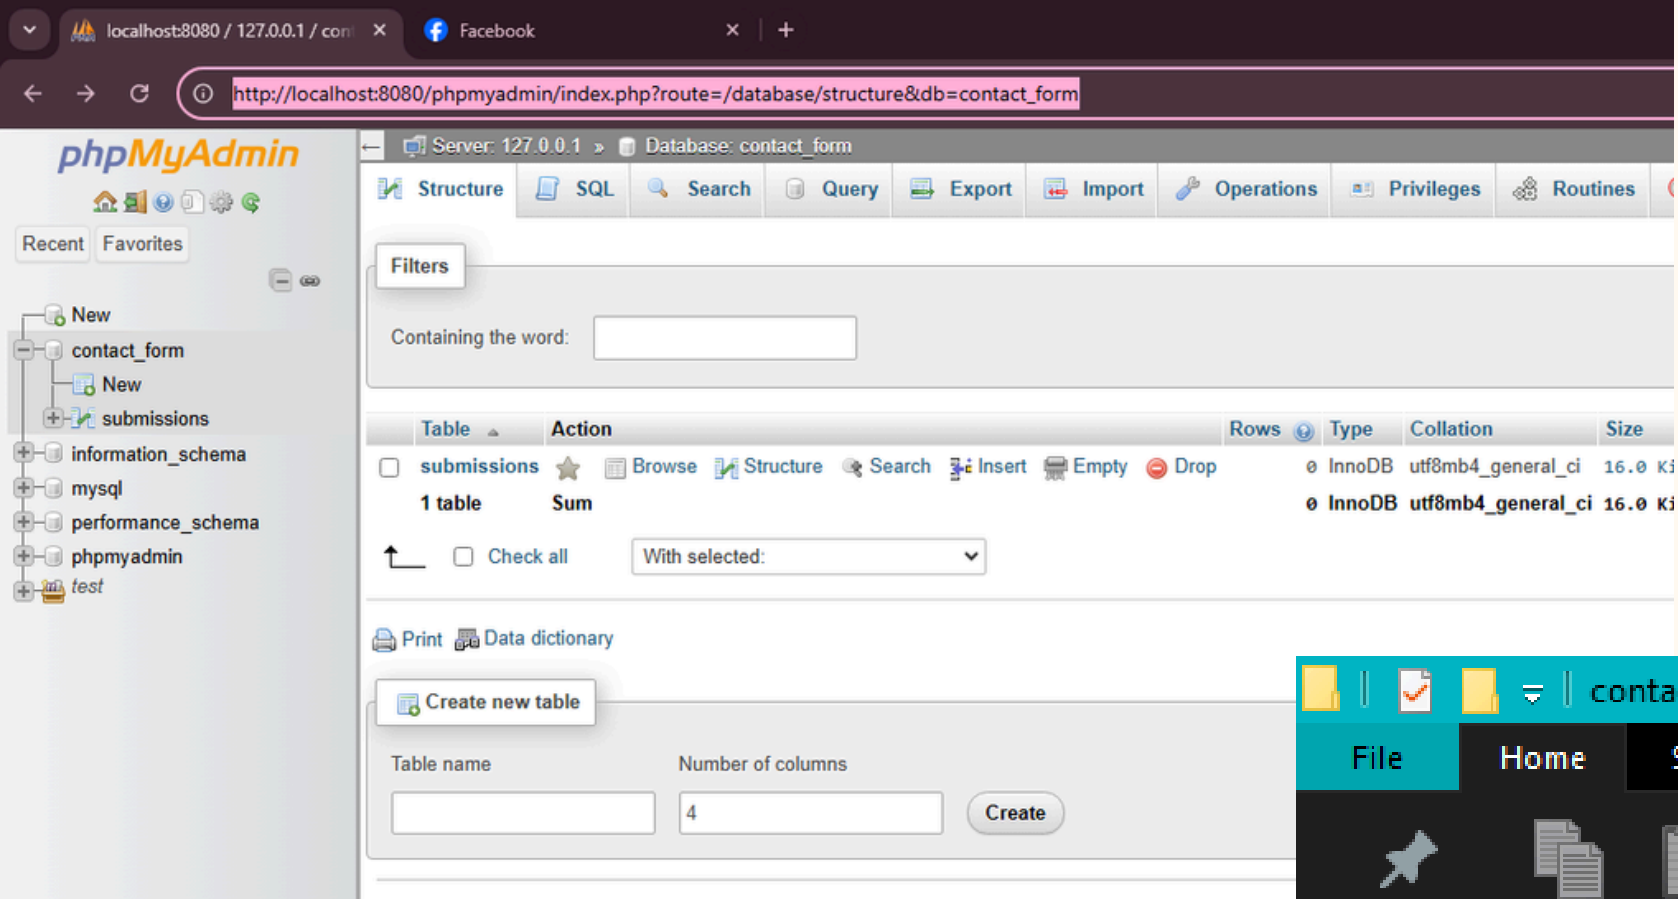 localhost:8080 / 127.0.0.1 / con
Facebook
http://localhost:8080/phpmyadmin/index.php?route=/database/structure&db=contact_form
phpMyAdmin
Recent Favorites
New
contact_form
New
submissions
information_schema
mysql
performance_schema
phpmyadmin
test
Server: 127.0.0.1 » Database: contact_form
Structure SQL Search Query Export Import Operations Privileges Routines
Filters
Containing the word:
Table Action Rows Type Collation Size
submissions Browse Structure Search Insert Empty Drop 0 InnoDB utf8mb4_general_ci 16.0 Ki
1 table Sum 0 InnoDB utf8mb4_general_ci 16.0 Ki
Check all With selected:
Print Data dictionary
Create new table
Table name Number of columns
4 Create
conta
File Home